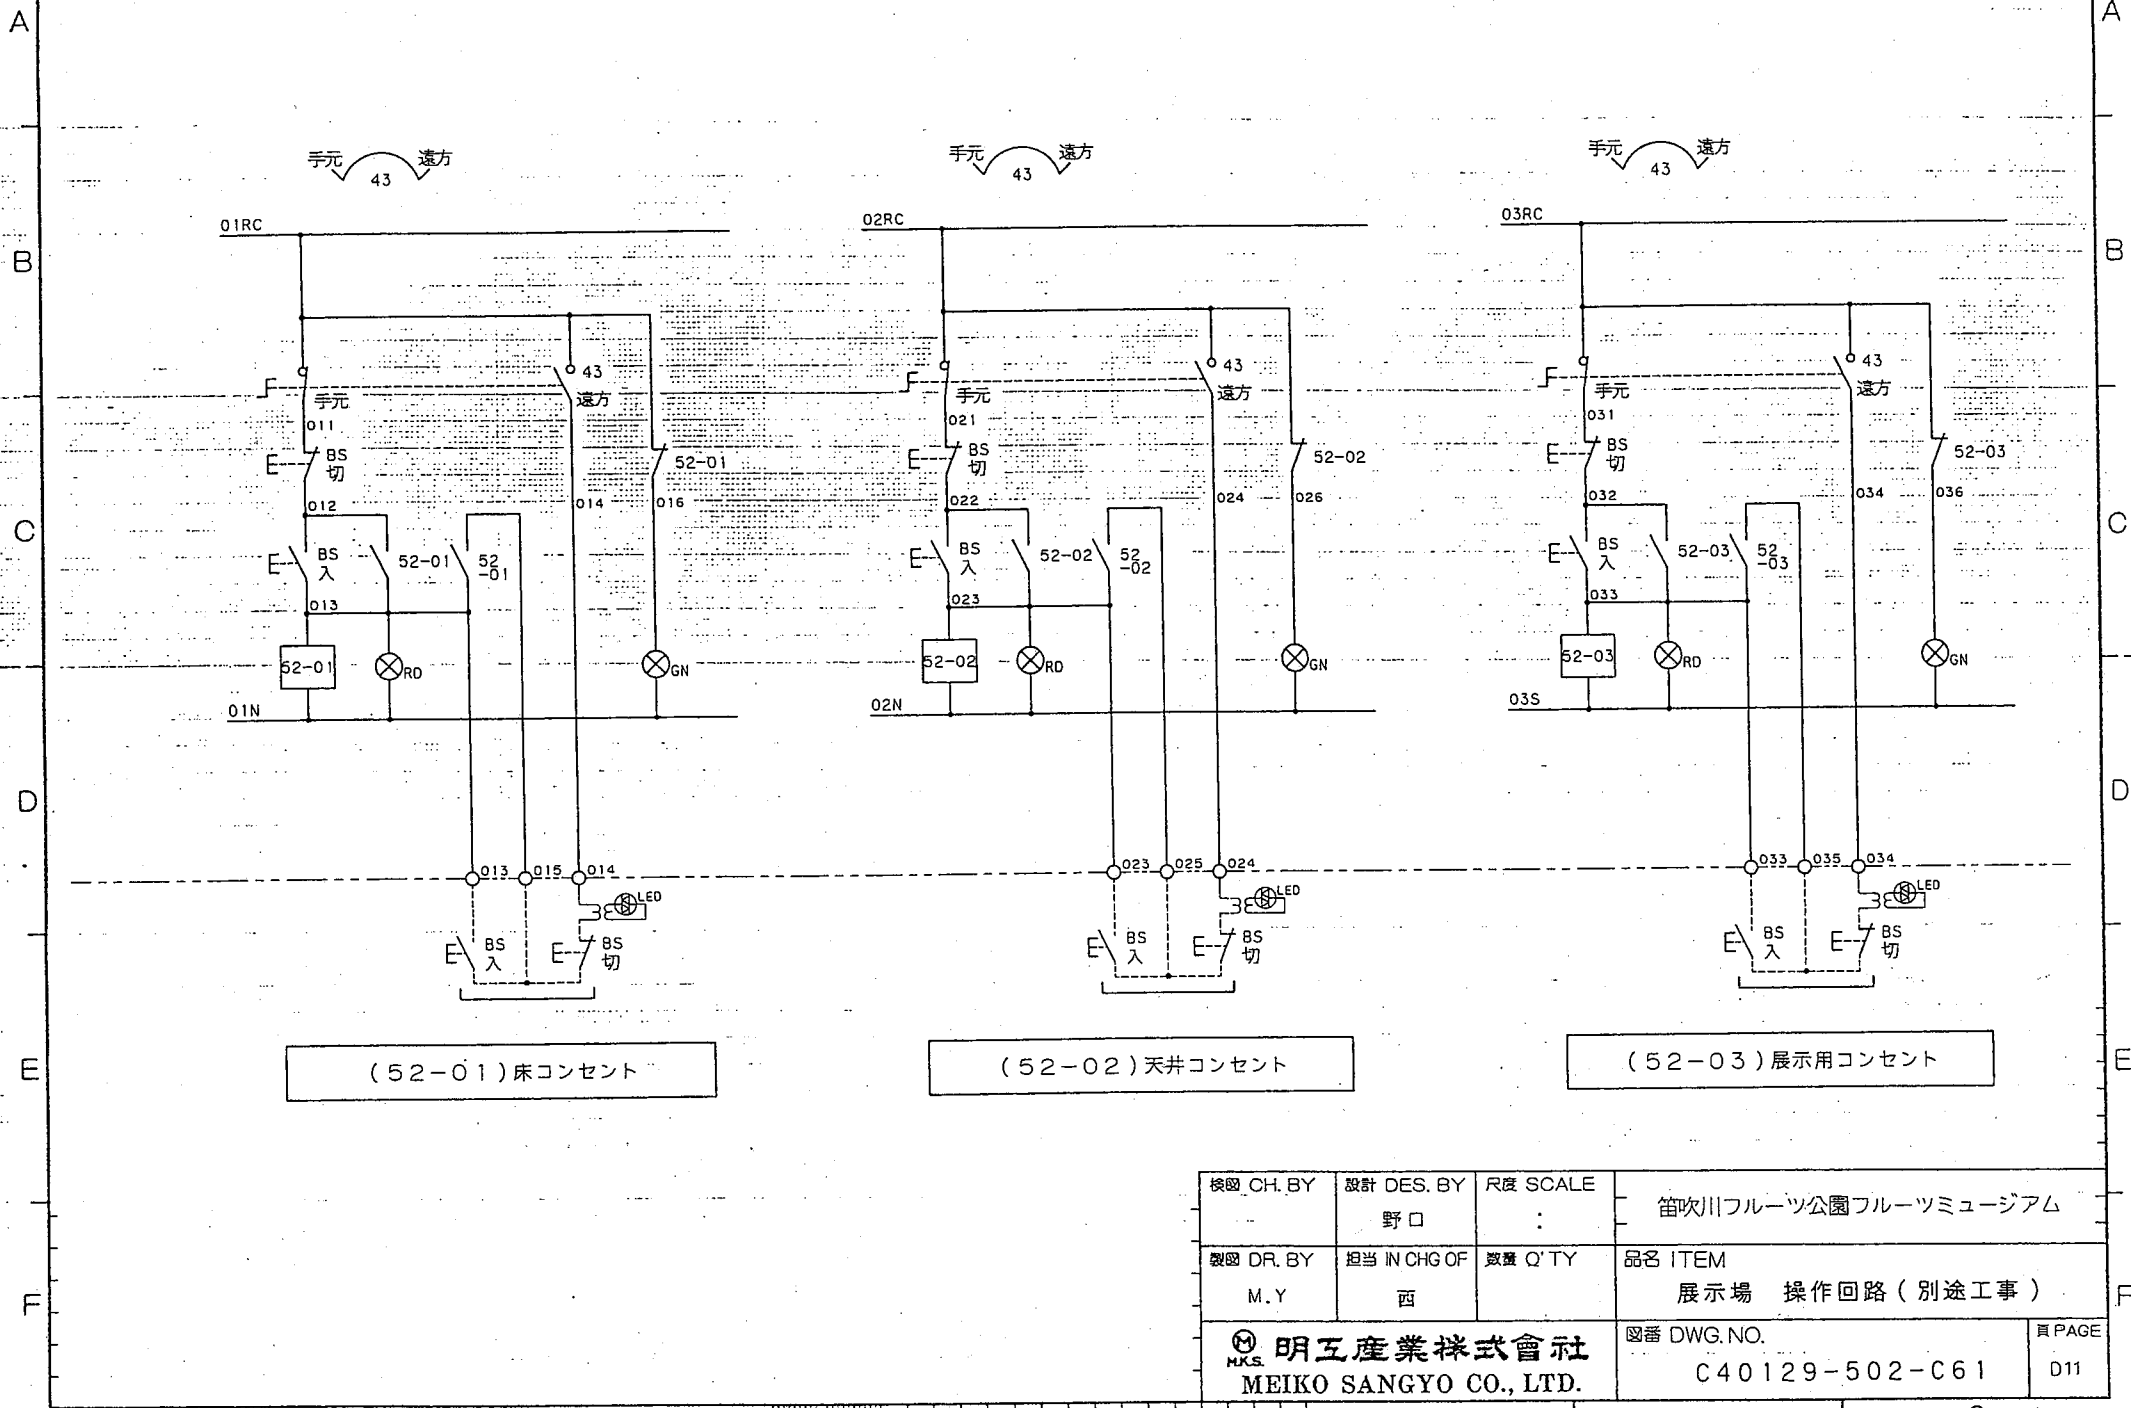 A
A
手元 43 遠方
手元 43 遠方
手元 43 遠方
01RC
02RC
03RC
B
B
43
遠方
手元
011
BS
切
52-01
012
014
016
BS
入
52-01
52
-01
013
52-01
RD
GN
01N
013
015
014
LED
BS
入
BS
切
43
遠方
手元
021
BS
切
52-02
022
024
026
BS
入
52-02
52
-02
023
52-02
RD
GN
02N
023
025
024
LED
BS
入
BS
切
43
遠方
手元
031
BS
切
52-03
032
034
036
BS
入
52-03
52
-03
033
52-03
RD
GN
03S
033
035
034
LED
BS
入
BS
切
C
C
D
D
E
E
(52-01)床コンセント
(52-02)天井コンセント
(52-03)展示用コンセント
検図 CH. BY
設計 DES. BY
野口
尺度 SCALE
:
笛吹川フルーツ公園フルーツミュージアム
製図 DR. BY
M.Y
担当 IN CHG OF
西
数量 Q'TY
品名 ITEM
展示場 操作回路(別途工事)
M
M.K.S. 明工産業株式會社
MEIKO SANGYO CO., LTD.
図番 DWG. NO.
C40129-502-C61
頁 PAGE
D11
F
F